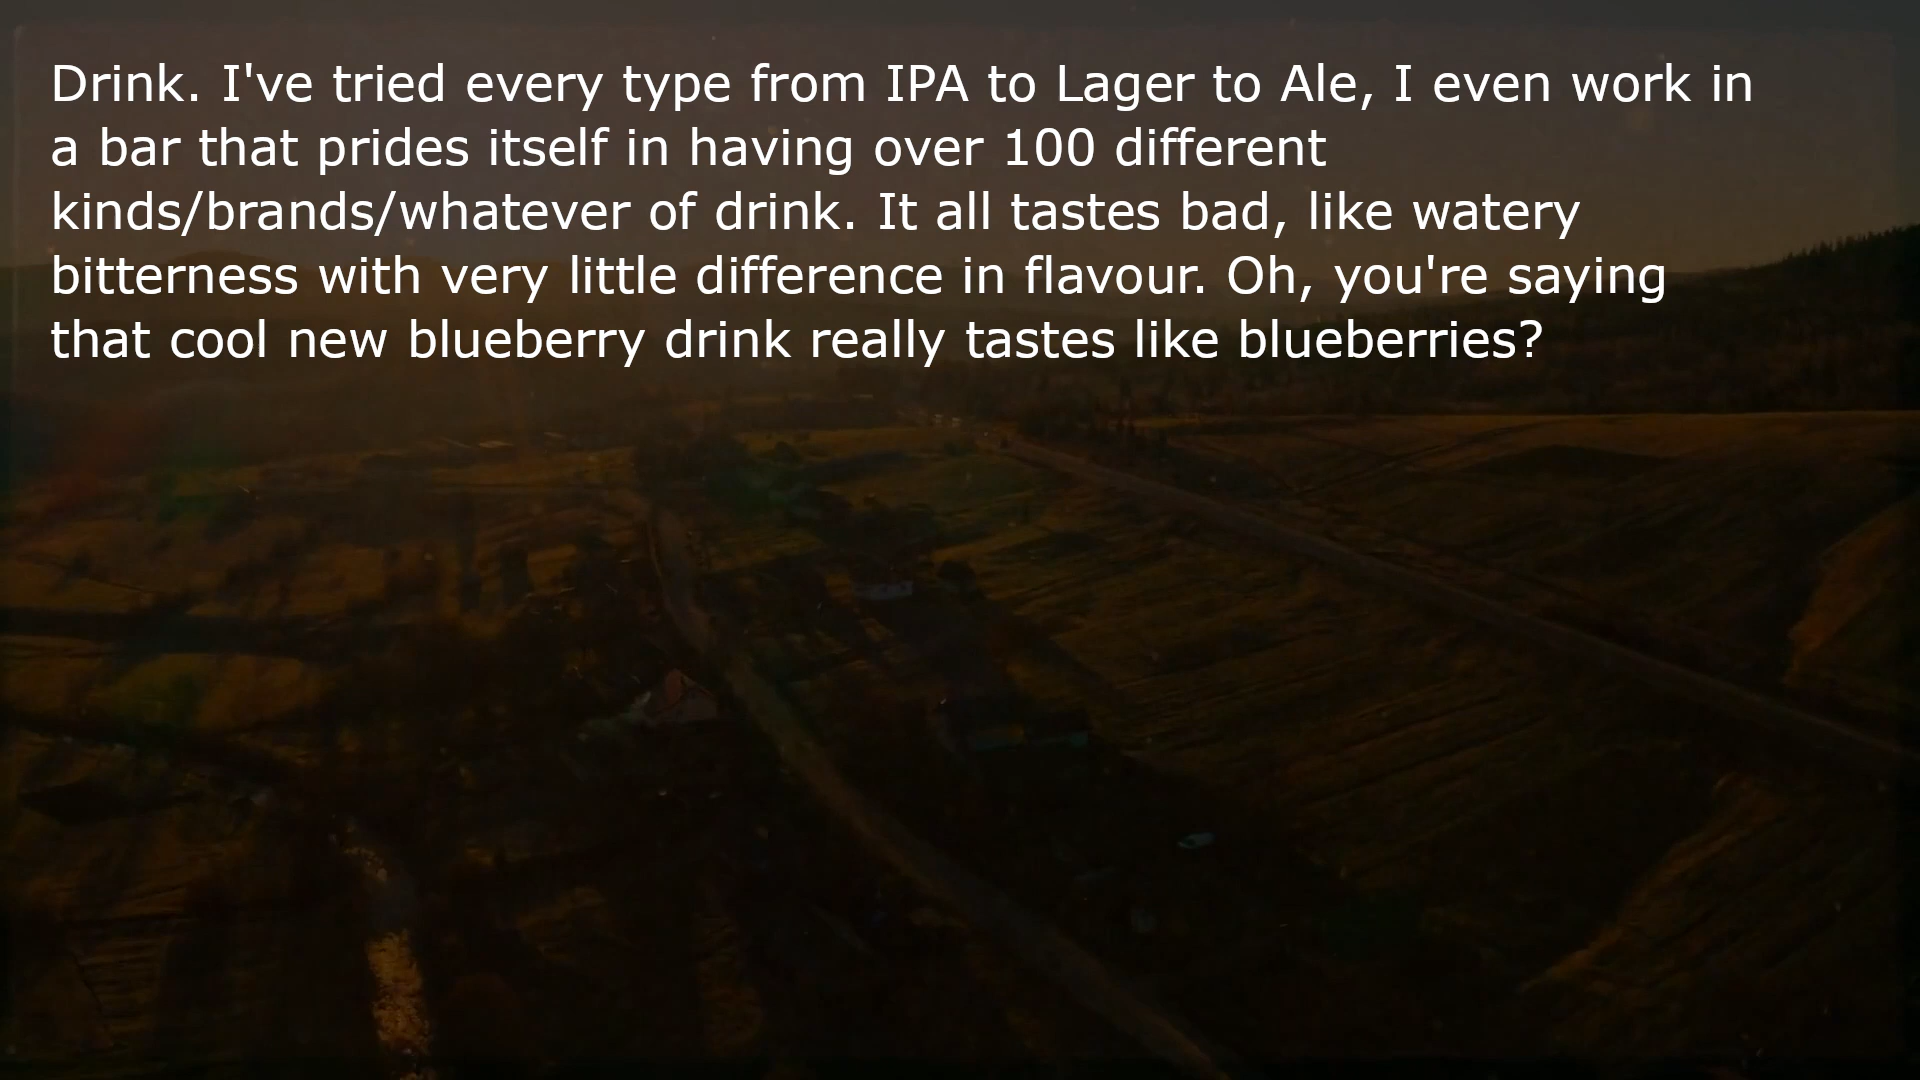 Drink. I've tried every type from IPA to Lager to Ale, I even work in
a bar that prides itself in having over 100 different
kinds/brands/whatever of drink. It all tastes bad, like watery
bitterness with very little difference in flavour. Oh, you're saying
that cool new blueberry drink really tastes like blueberries?